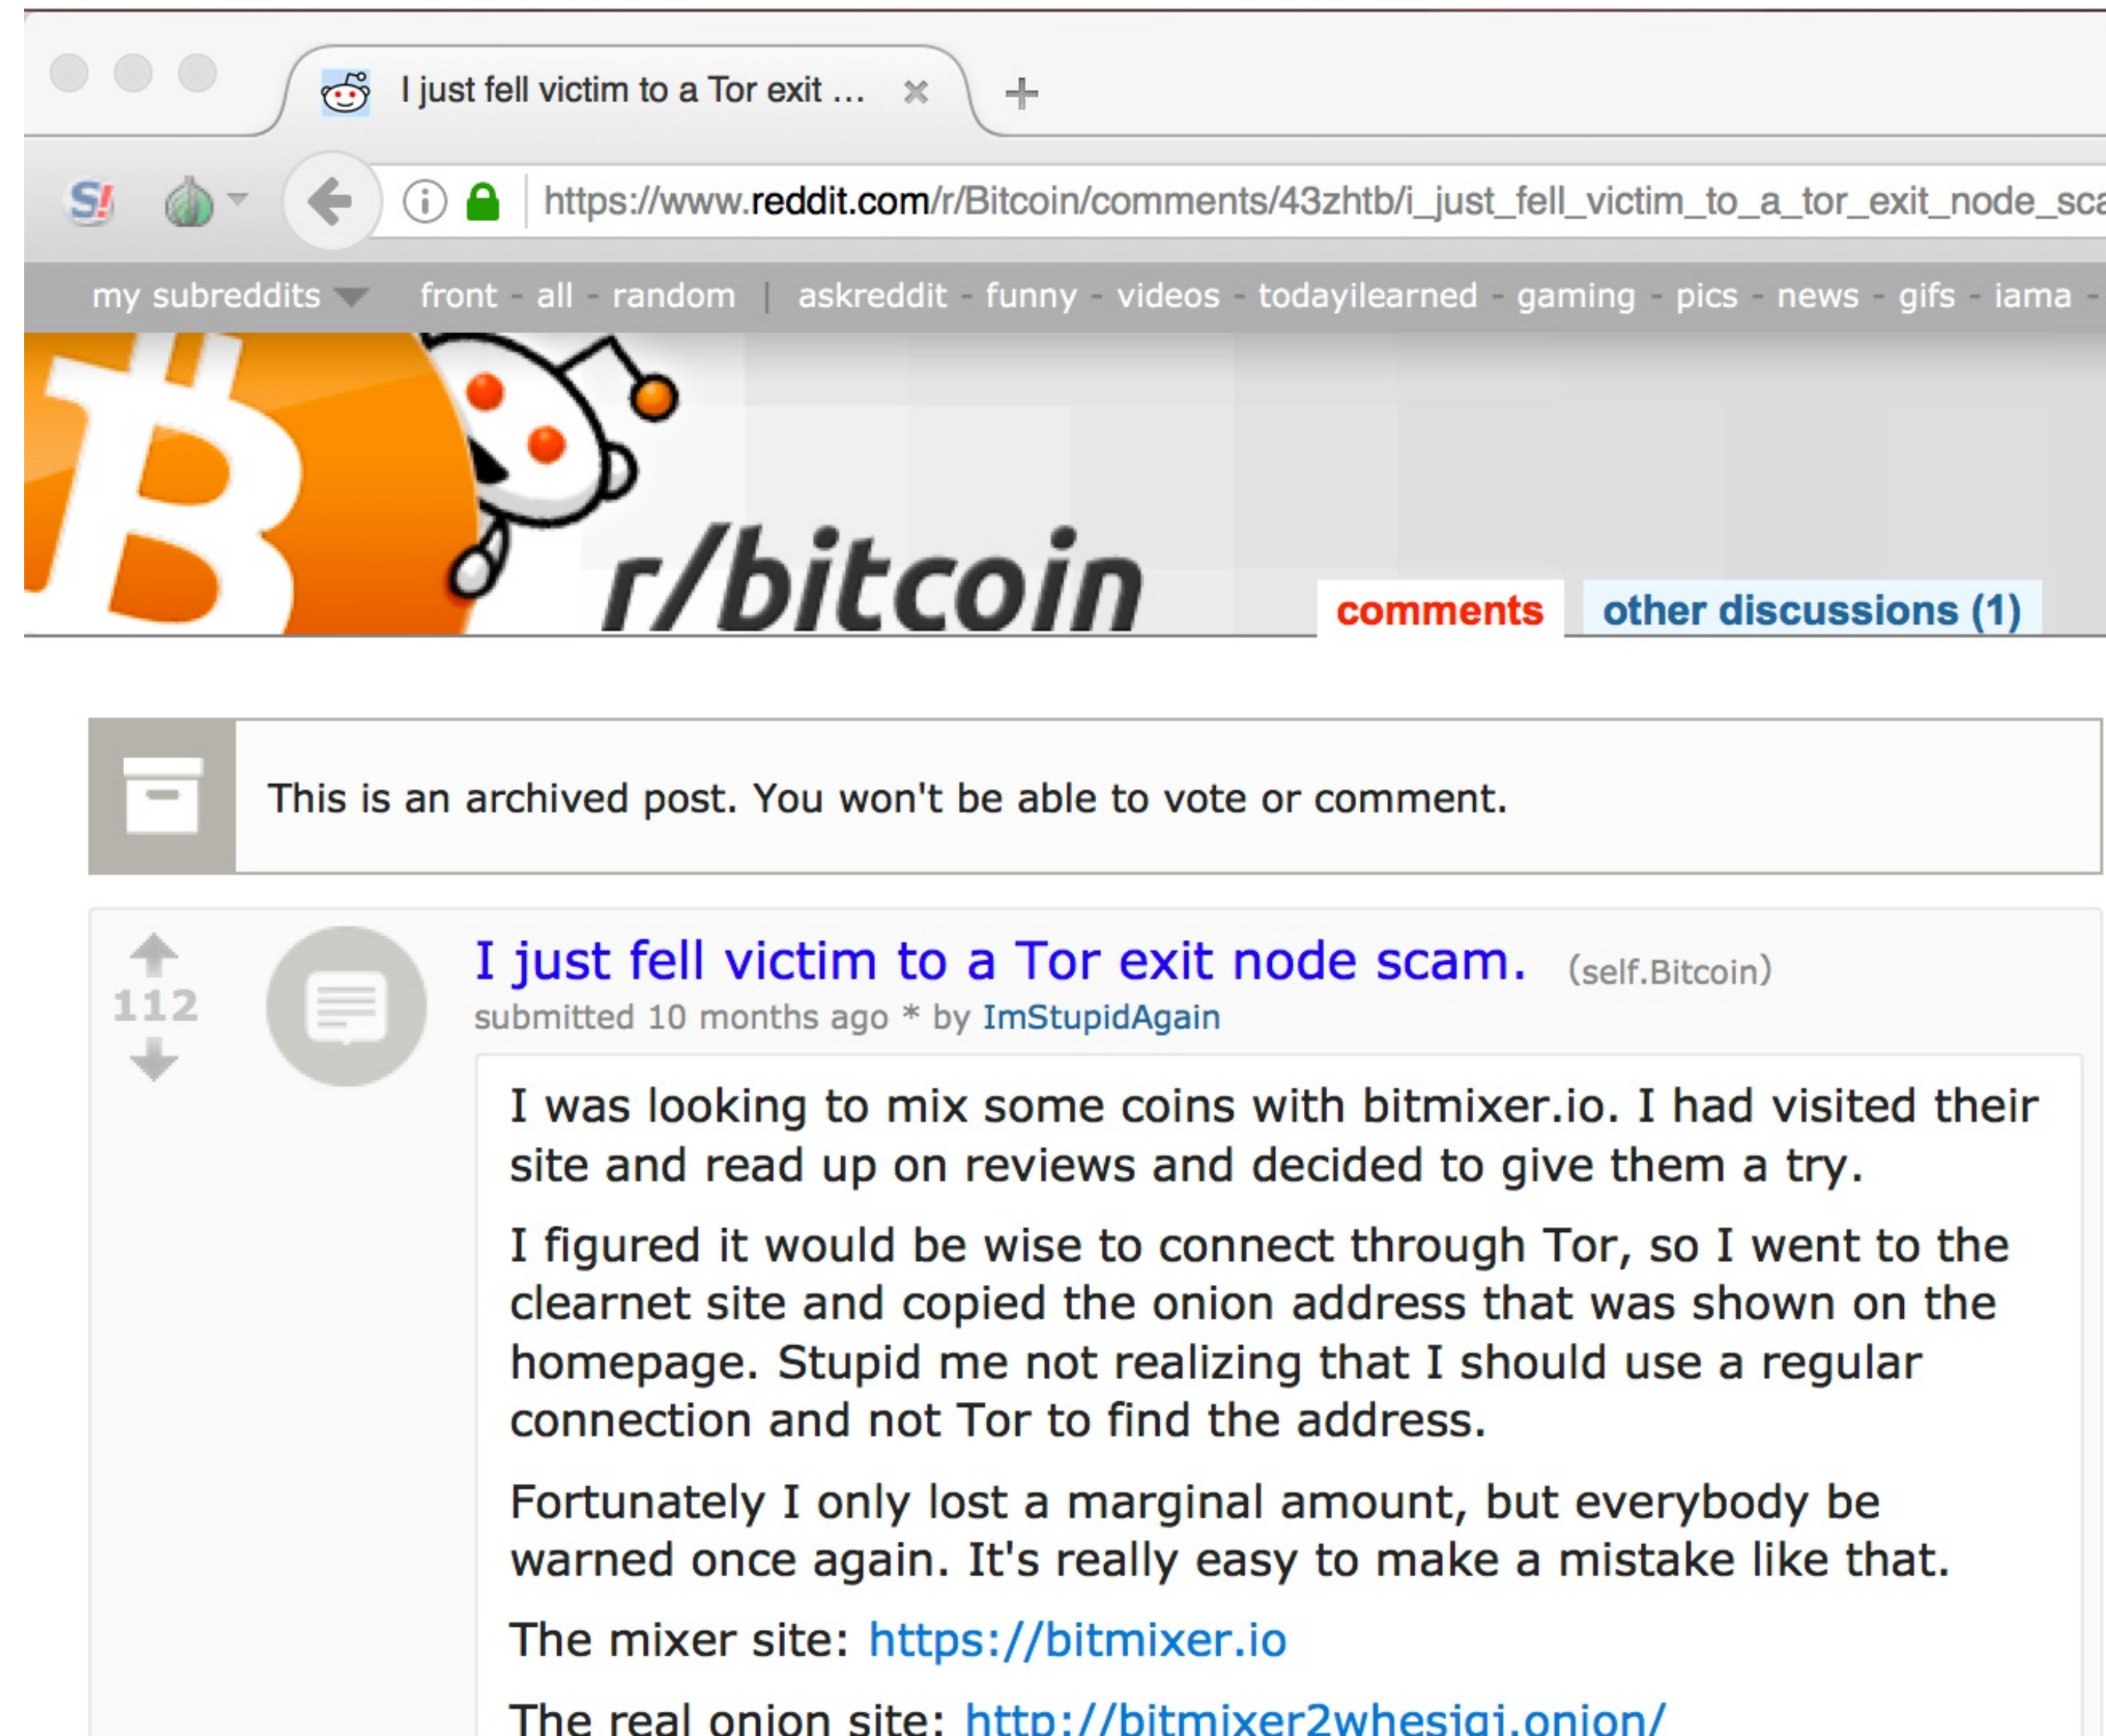 I just fell victim to a Tor exit ...
https://www.reddit.com/r/Bitcoin/comments/43zhtb/i_just_fell_victim_to_a_tor_exit_node_sca
my subreddits front - all - random | askreddit - funny - videos - todayilearned - gaming - pics - news - gifs - iama -
r/bitcoin
comments other discussions (1)
This is an archived post. You won't be able to vote or comment.
112
I just fell victim to a Tor exit node scam. (self.Bitcoin)
submitted 10 months ago * by ImStupidAgain
I was looking to mix some coins with bitmixer.io. I had visited their
site and read up on reviews and decided to give them a try.
I figured it would be wise to connect through Tor, so I went to the
clearnet site and copied the onion address that was shown on the
homepage. Stupid me not realizing that I should use a regular
connection and not Tor to find the address.
Fortunately I only lost a marginal amount, but everybody be
warned once again. It's really easy to make a mistake like that.
The mixer site: https://bitmixer.io
The real onion site: http://bitmixer2whesjgj.onion/